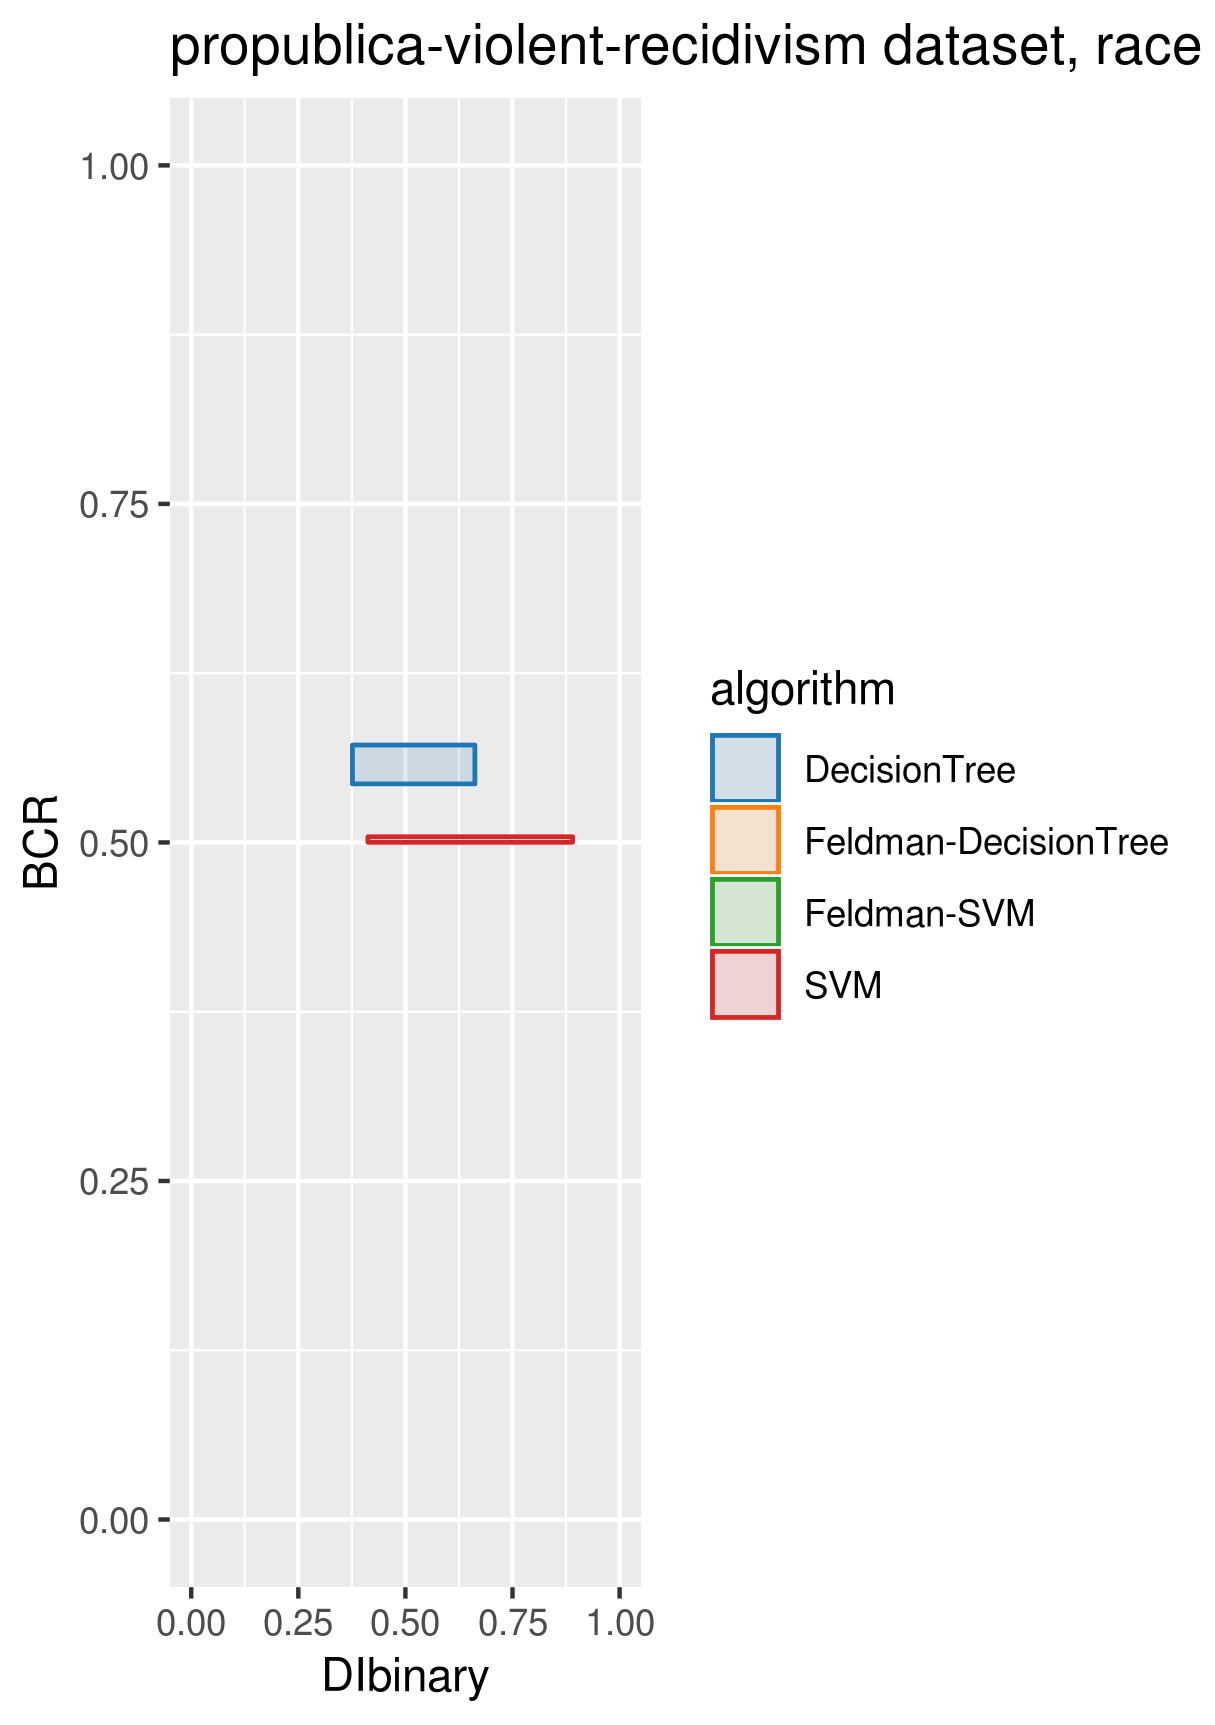 propublica-violent-recidivism dataset, race
1.00
0.75
0.50
0.25
0.00
BCR
0.00 0.25 0.50 0.75 1.00
DIbinary
algorithm
DecisionTree
Feldman-DecisionTree
Feldman-SVM
SVM